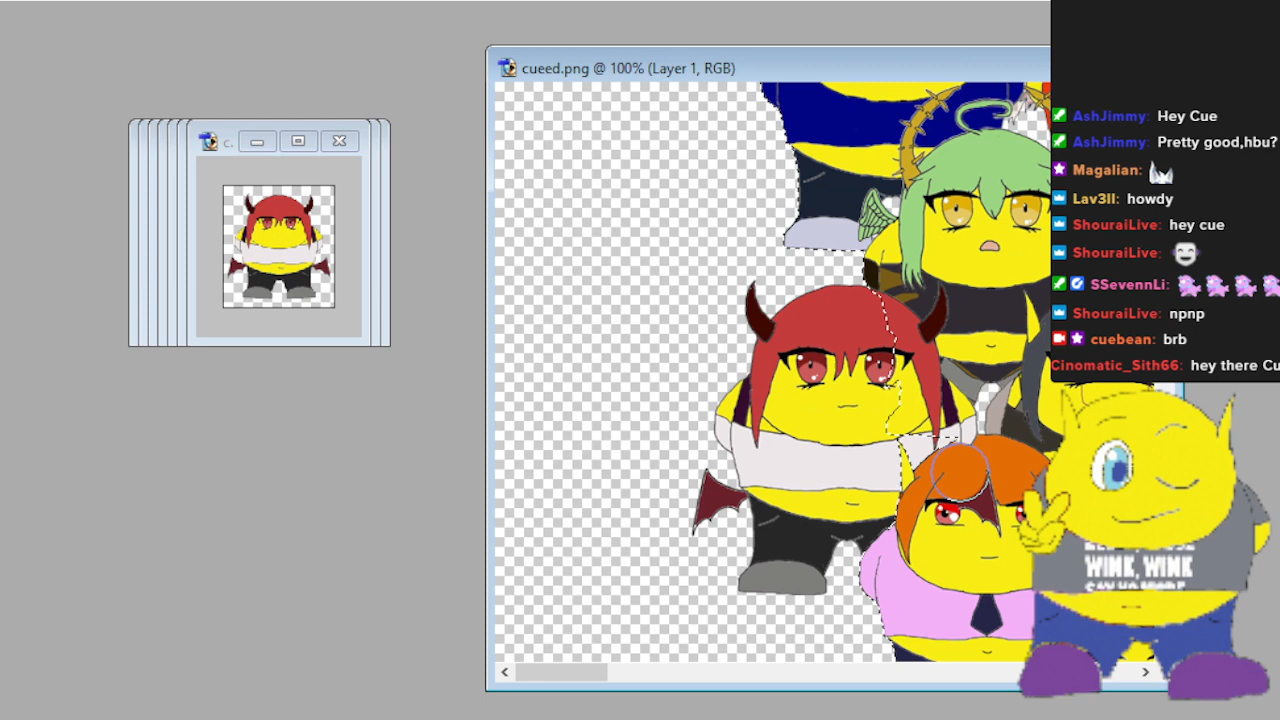 cueed.png @ 100% (Layer 1, RGB)
c.
AshJimmy: Hey Cue
AshJimmy: Pretty good,hbu?
Magalian:
Lav3ll: howdy
ShouraiLive: hey cue
ShouraiLive:
SSevennLi:
ShouraiLive: npnp
cuebean: brb
Cinomatic_Sith66: hey there Cu
WINK, WINK